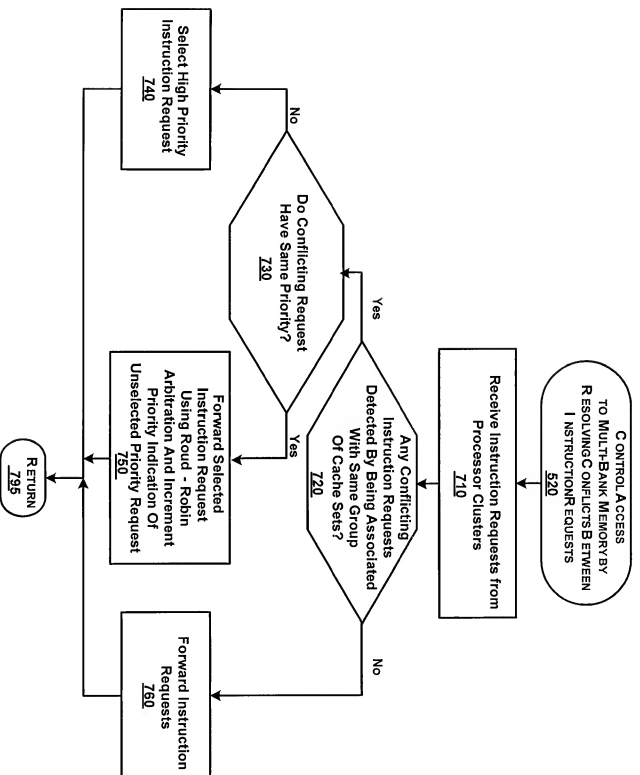 CONTROL ACCESS
TO MULTI-BANK MEMORY BY
RESOLVING CONFLICTS BETWEEN
INSTRUCTION REQUESTS
520
Receive Instruction Requests from
Processor Clusters
710
Any Conflicting
Instruction Requests
Detected By Being Associated
With Same Group
Of Cache Sets?
720
Yes
No
Do Conflicting Request
Have Same Priority?
730
No
Yes
Select High Priority
Instruction Request
740
Forward Selected
Instruction Request
Using Roud - Robin
Arbitration And Increment
Priority Indication Of
Unselected Priority Request
750
Forward Instruction
Requests
760
RETURN
795